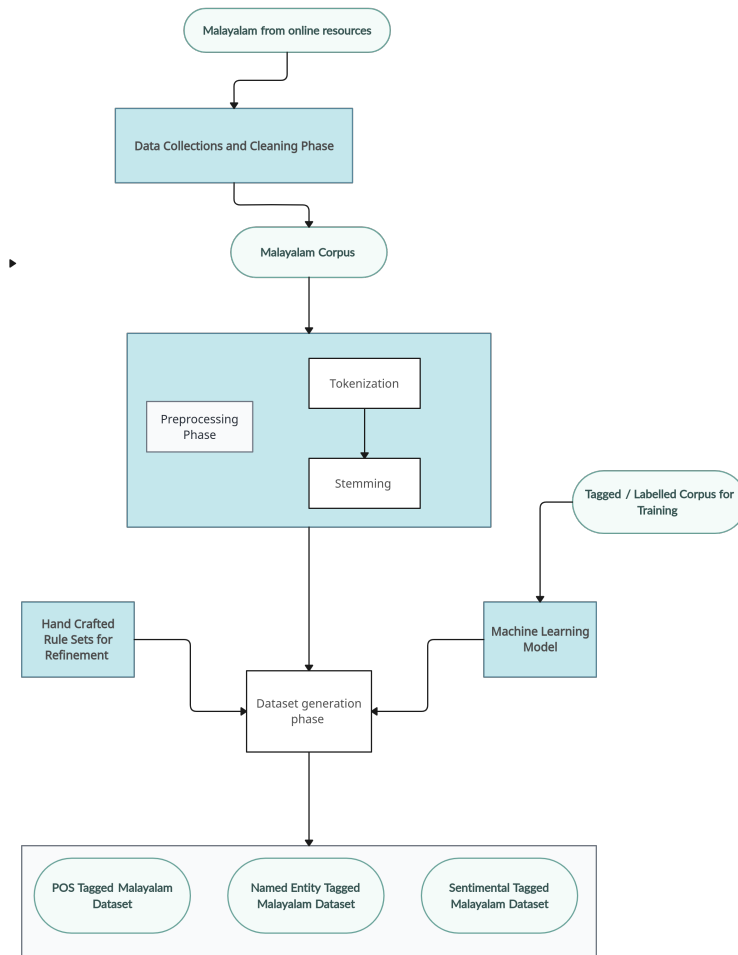 Malayalam from online resources
Data Collections and Cleaning Phase
Malayalam Corpus
Tokenization
Preprocessing
Phase
Stemming
Tagged / Labelled Corpus for
Training
Hand Crafted
Rule Sets for
Refinement
Machine Learning
Model
Dataset generation
phase
POS Tagged Malayalam
Dataset
Named Entity Tagged
Malayalam Dataset
Sentimental Tagged
Malayalam Dataset